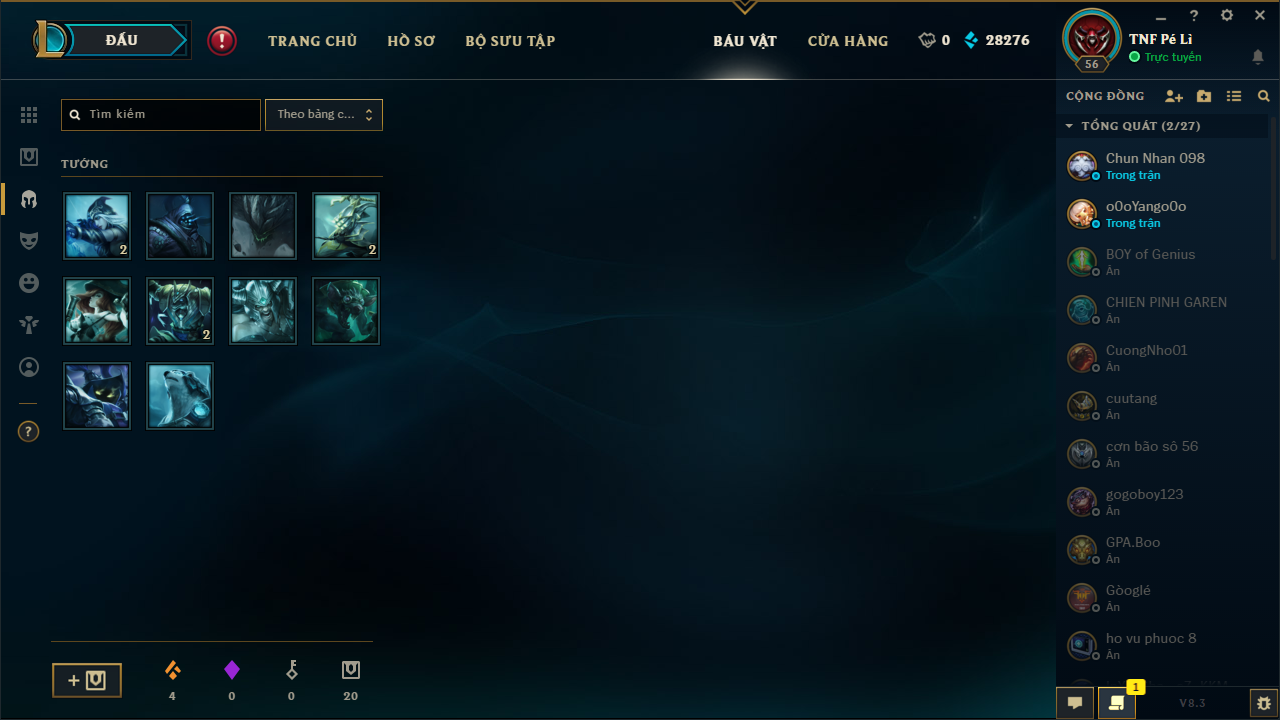 ĐẤU
TRANG CHỦ
HỒ SƠ
BỘ SƯU TẬP
BÁU VẬT
CỬA HÀNG
0
28276
56
TNF Pé Lì
Trực tuyến
Tìm kiếm
Theo bảng c...
TƯỚNG
2
2
2
CỘNG ĐỒNG
TỔNG QUÁT (2/27)
Chun Nhan 098
Trong trận
o0oYango0o
Trong trận
BOY of Genius
Ẩn
CHIEN PINH GAREN
Ẩn
CuongNho01
Ẩn
cuutang
Ẩn
cơn bão sô 56
Ẩn
gogoboy123
Ẩn
GPA.Boo
Ẩn
Gòoglé
Ẩn
ho vu phuoc 8
Ẩn
4
0
0
20
1
V8.3